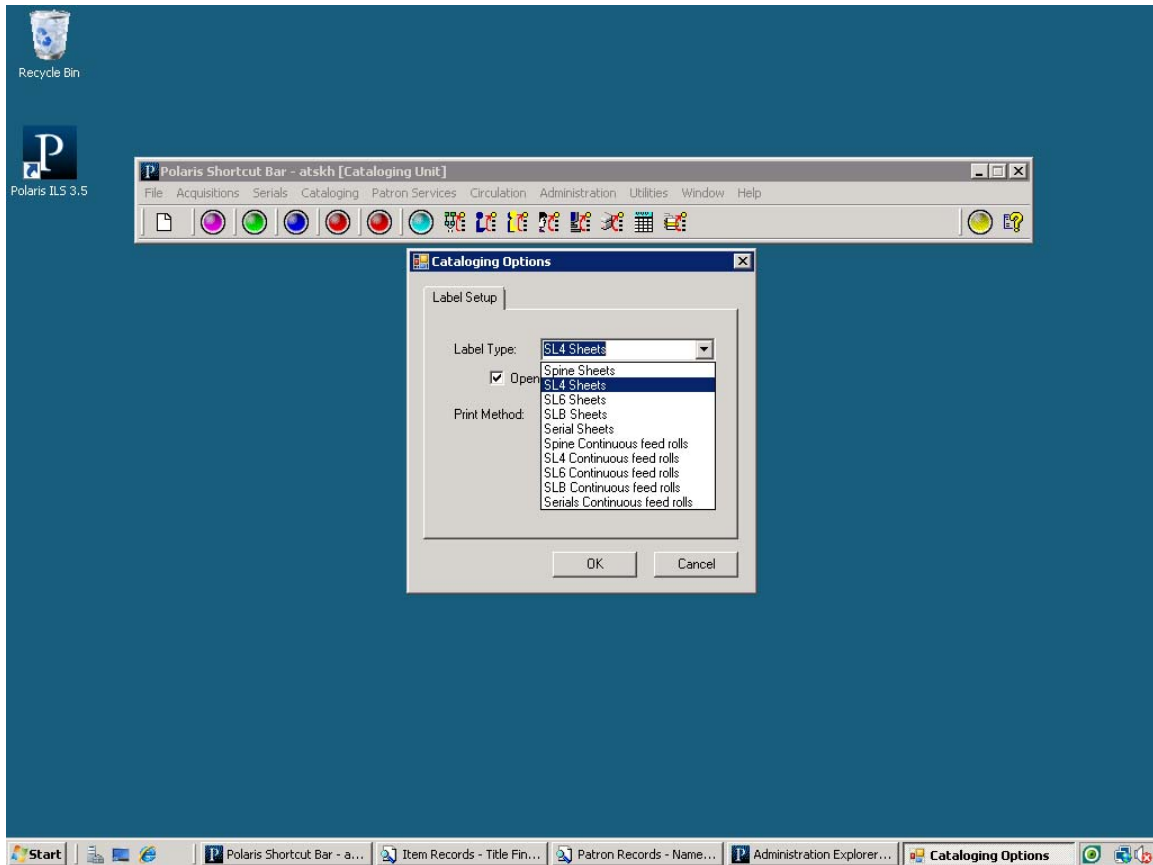 Recycle Bin
Polaris ILS 3.5
Polaris Shortcut Bar - atskh [Cataloging Unit]
File Acquisitions Serials Cataloging Patron Services Circulation Administration Utilities Window Help
Cataloging Options
Label Setup
Label Type: SL4 Sheets
Spine Sheets
Open
SL4 Sheets
SL6 Sheets
Print Method: SLB Sheets
Serial Sheets
Spine Continuous feed rolls
SL4 Continuous feed rolls
SL6 Continuous feed rolls
SLB Continuous feed rolls
Serials Continuous feed rolls
OK Cancel
Start Polaris Shortcut Bar - a... Item Records - Title Fin... Patron Records - Name... Administration Explorer... Cataloging Options